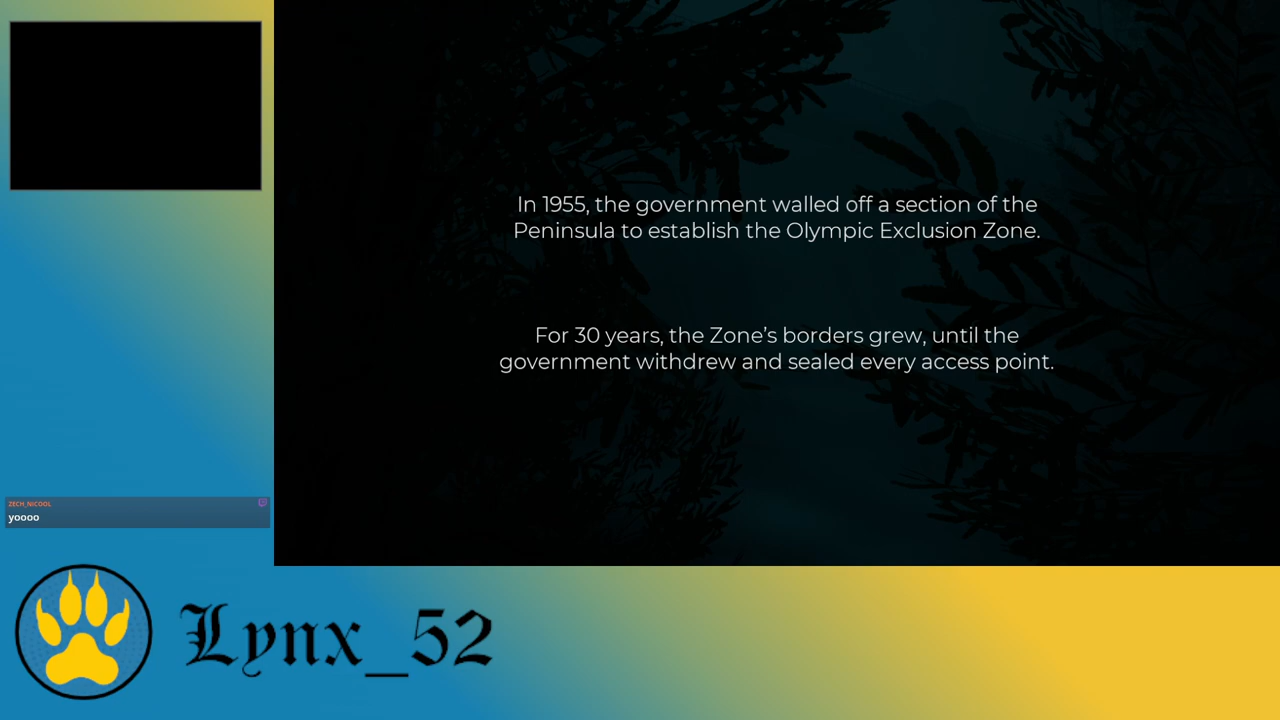 In 1955, the government walled off a section of the
Peninsula to establish the Olympic Exclusion Zone.
For 30 years, the Zone's borders grew, until the
government withdrew and sealed every access point.
ZECH_NICOOL
yoooo
Lynx_52